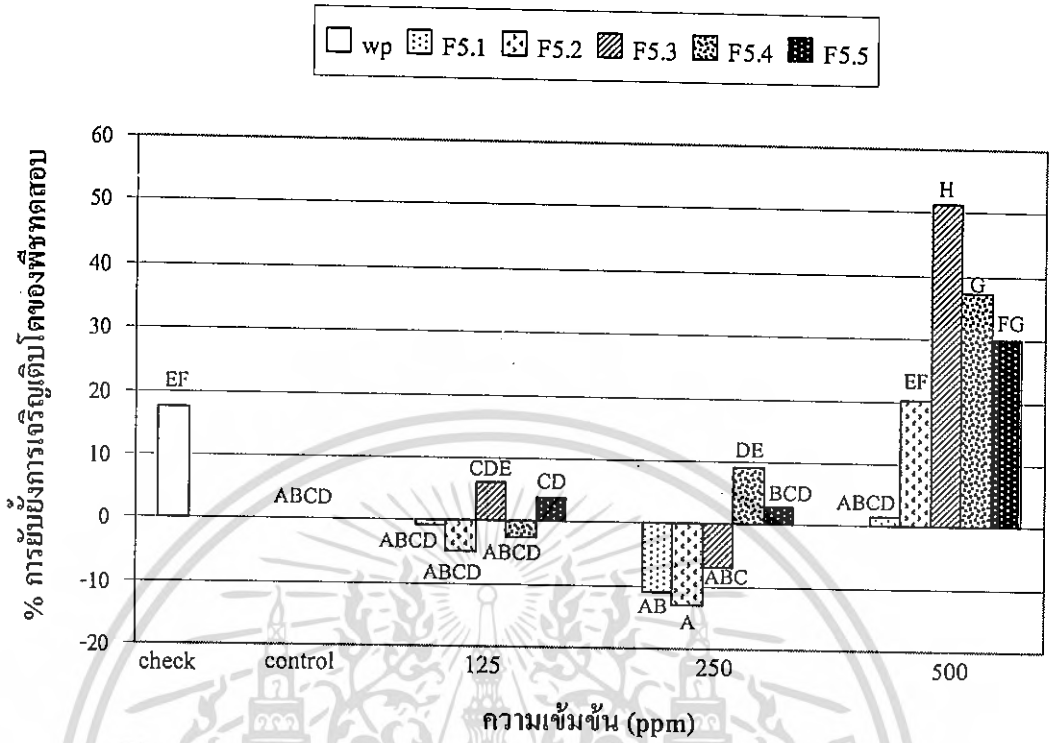 wp F5.1 F5.2 F5.3 F5.4 F5.5
% การยับยั้งการเจริญเติบโตของพืชทดสอบ
60
50
40
30
20
10
0
-10
-20
EF
ABCD
ABCD
ABCD
CDE
ABCD
CD
AB
A
ABC
DE
BCD
ABCD
EF
H
G
FG
check control 125 250 500
ความเข้มข้น (ppm)